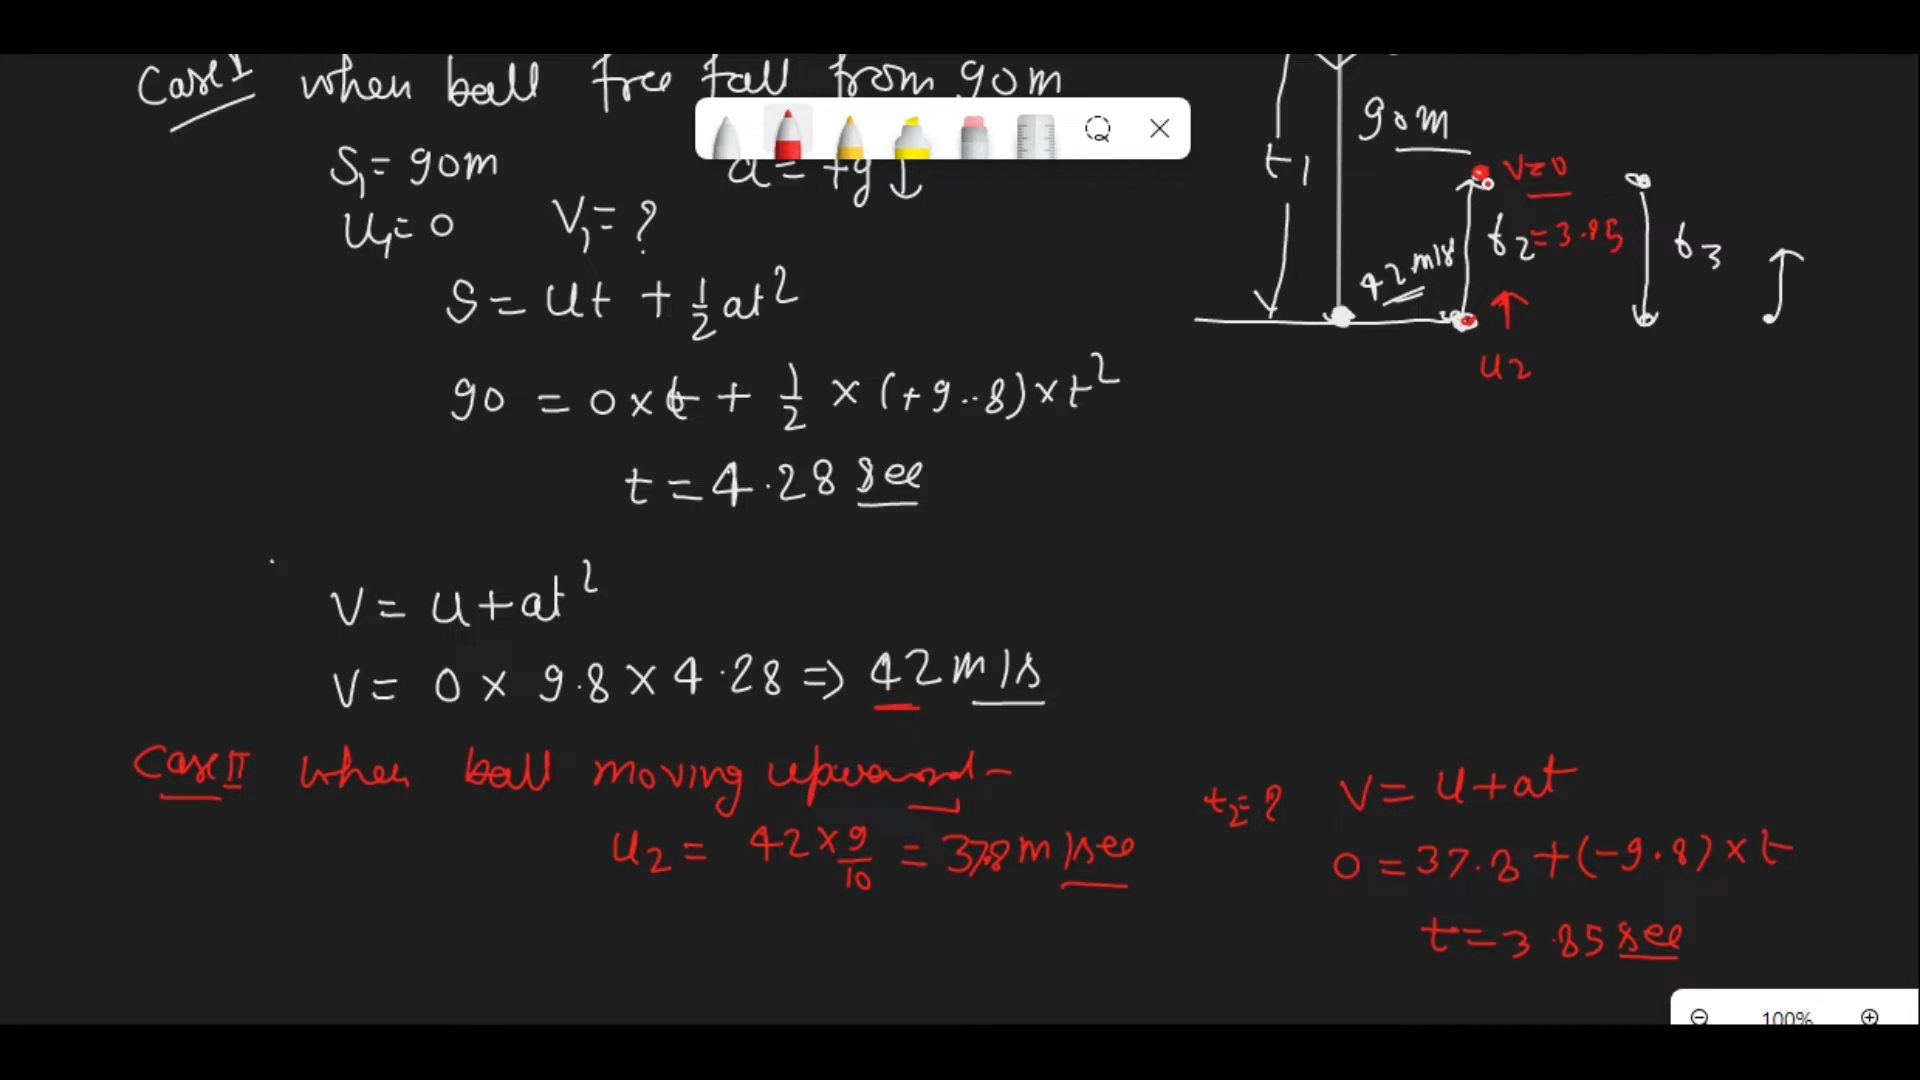 Case I when ball free fall from 90m
S₁= 90m
a = +g↓
U₁= 0 V₁= ?
S = ut + 1/2 at²
90 = 0 × t + 1/2 × (+9..8) × t²
t = 4.28 sec
V = u+at²
V = 0 × 9.8 × 4.28 ⇒ 42 m/s
Case II when ball moving upward-
u₂ = 42 × 9/10 = 37.8 m/sec
t₁
90m
V=0
t₂ = 3.85
42 m/s
u₂
t₃
t₂= ?
V = u+at
0 = 37.8 + (-9.8) × t
t = 3.85 sec
100%